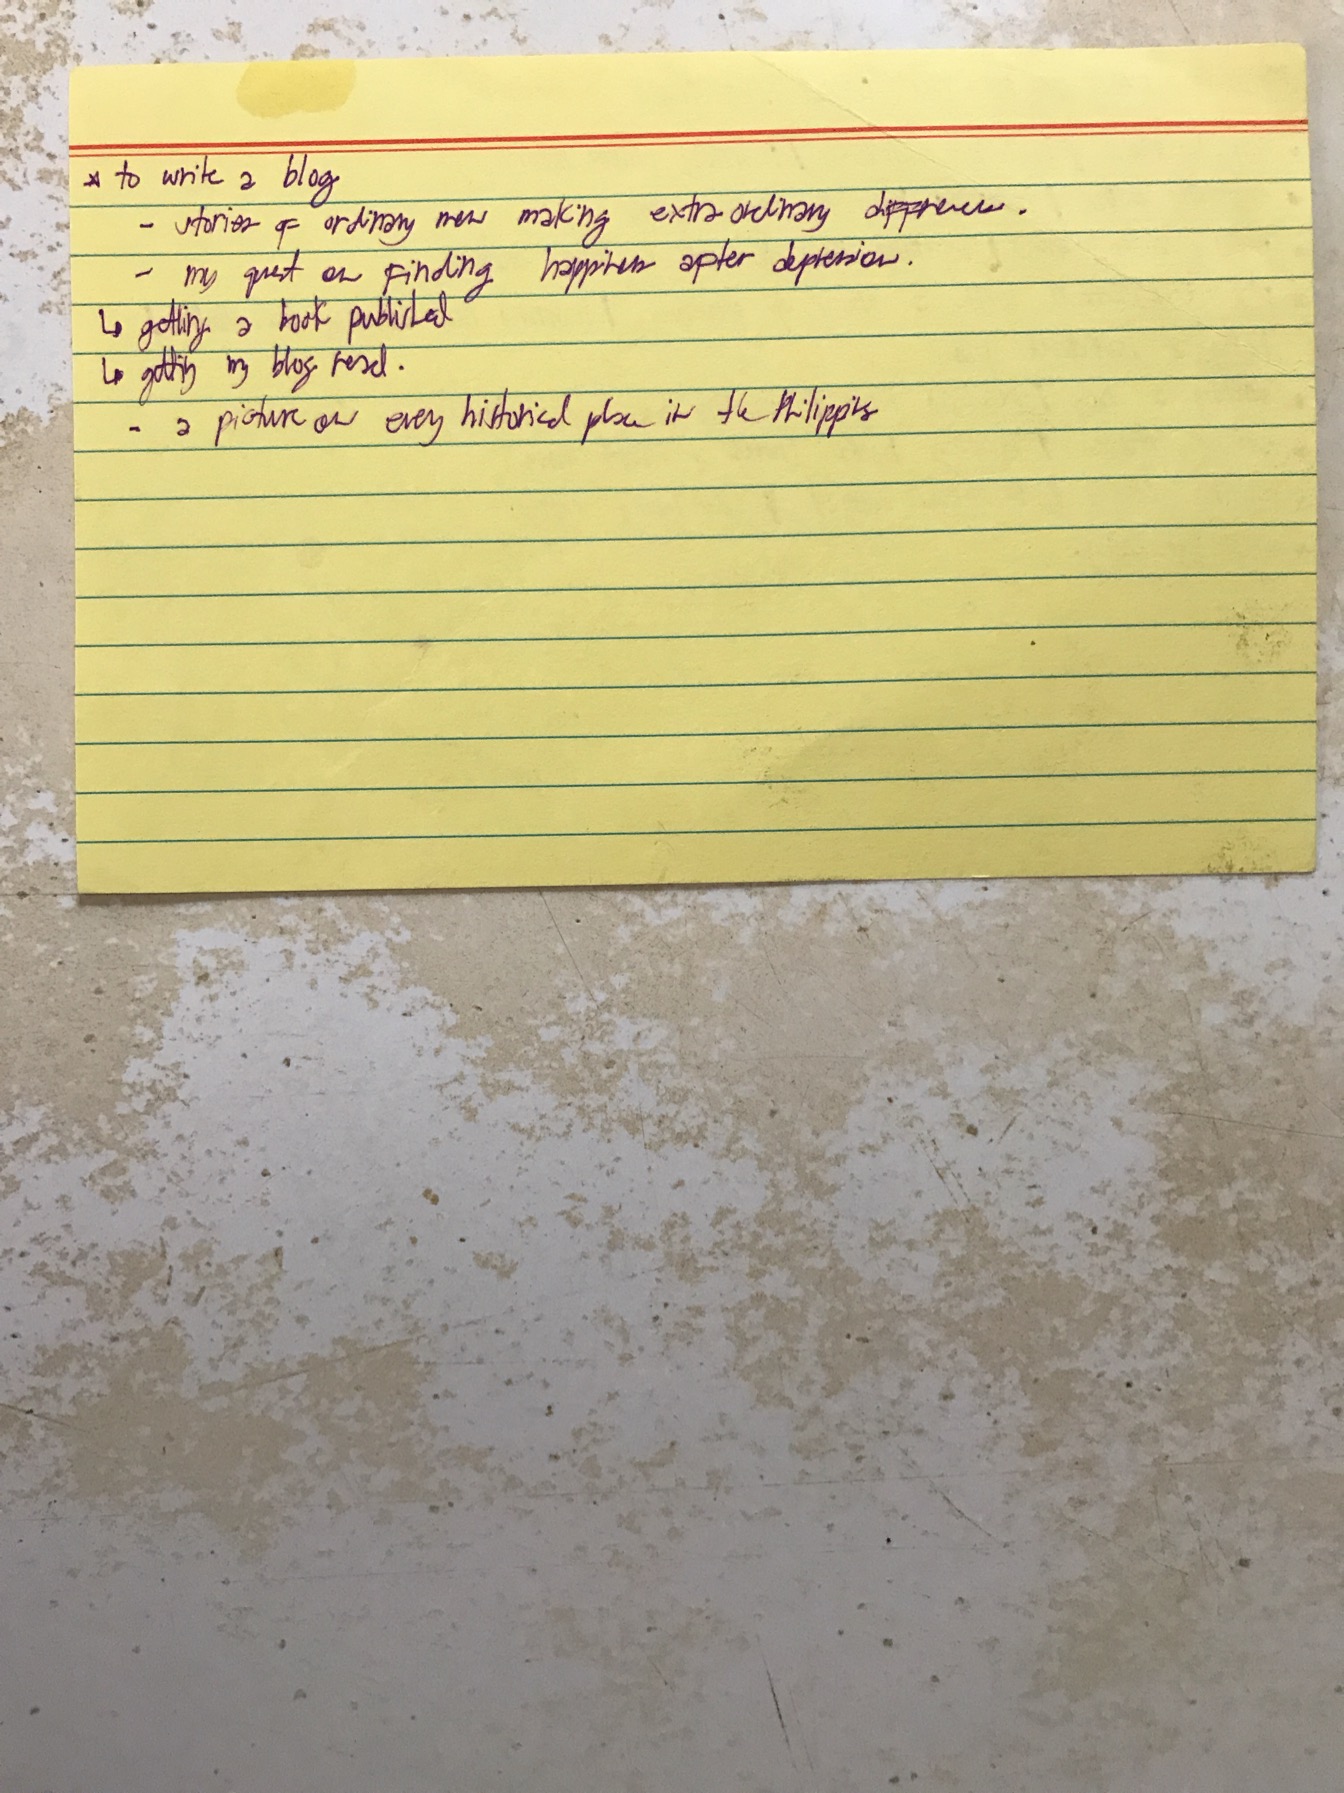 * to write a blog
- stories of ordinary men making extra ordinary difference.
- my quest on finding happiness after depression.
↳ getting a book published
↳ getting my blog read.
- a picture on every historical place in the Philippines